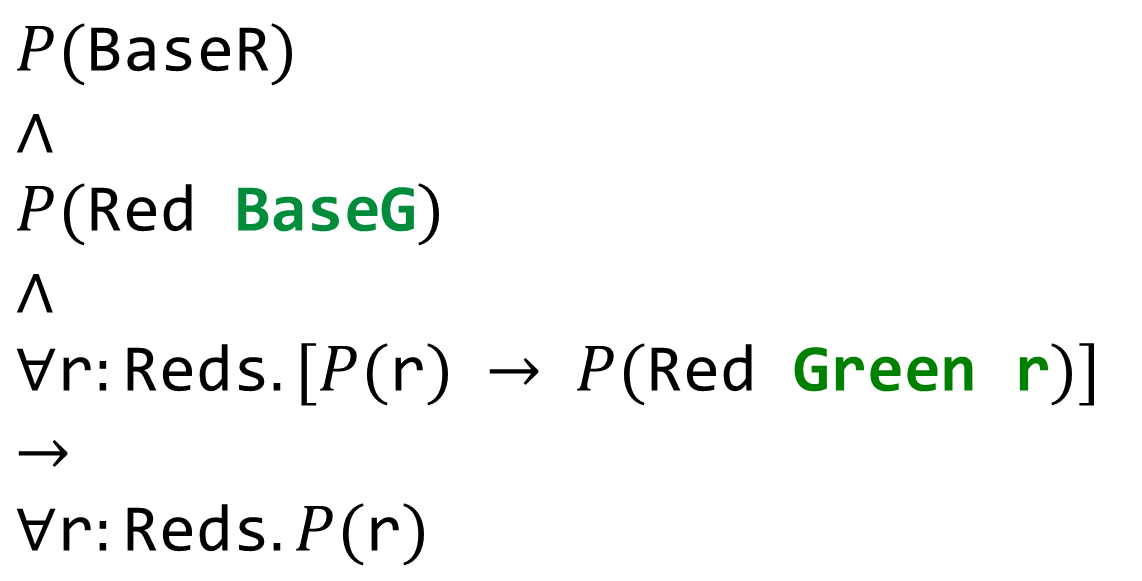 P(BaseR)
∧
P(Red BaseG)
∧
∀r:Reds.[P(r) → P(Red Green r)]
→
∀r:Reds.P(r)